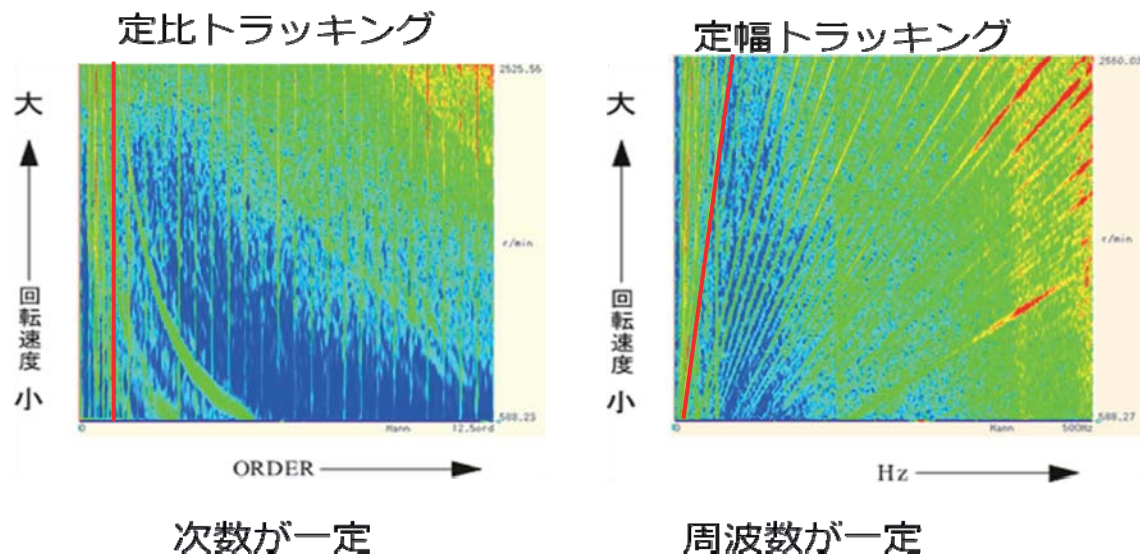 定比トラッキング
大
回転速度
小
2525.56
r/min
588.23
0
Hann
12.5ord
ORDER
次数が一定
定幅トラッキング
大
回転速度
小
2560.03
r/min
588.27
0
Hann
500Hz
Hz
周波数が一定